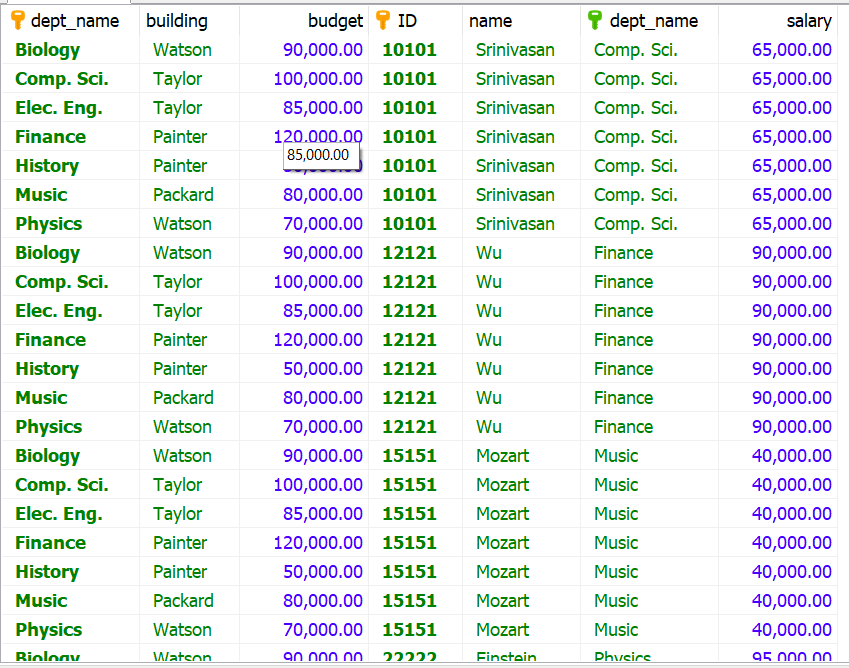 dept_name building budget ID name dept_name salary
Biology Watson 90,000.00 10101 Srinivasan Comp. Sci. 65,000.00
Comp. Sci. Taylor 100,000.00 10101 Srinivasan Comp. Sci. 65,000.00
Elec. Eng. Taylor 85,000.00 10101 Srinivasan Comp. Sci. 65,000.00
Finance Painter 120,000.00 10101 Srinivasan Comp. Sci. 65,000.00
85,000.00
History Painter 10101 Srinivasan Comp. Sci. 65,000.00
Music Packard 80,000.00 10101 Srinivasan Comp. Sci. 65,000.00
Physics Watson 70,000.00 10101 Srinivasan Comp. Sci. 65,000.00
Biology Watson 90,000.00 12121 Wu Finance 90,000.00
Comp. Sci. Taylor 100,000.00 12121 Wu Finance 90,000.00
Elec. Eng. Taylor 85,000.00 12121 Wu Finance 90,000.00
Finance Painter 120,000.00 12121 Wu Finance 90,000.00
History Painter 50,000.00 12121 Wu Finance 90,000.00
Music Packard 80,000.00 12121 Wu Finance 90,000.00
Physics Watson 70,000.00 12121 Wu Finance 90,000.00
Biology Watson 90,000.00 15151 Mozart Music 40,000.00
Comp. Sci. Taylor 100,000.00 15151 Mozart Music 40,000.00
Elec. Eng. Taylor 85,000.00 15151 Mozart Music 40,000.00
Finance Painter 120,000.00 15151 Mozart Music 40,000.00
History Painter 50,000.00 15151 Mozart Music 40,000.00
Music Packard 80,000.00 15151 Mozart Music 40,000.00
Physics Watson 70,000.00 15151 Mozart Music 40,000.00
Biology Watson 90,000.00 22222 Einstein Physics 95,000.00